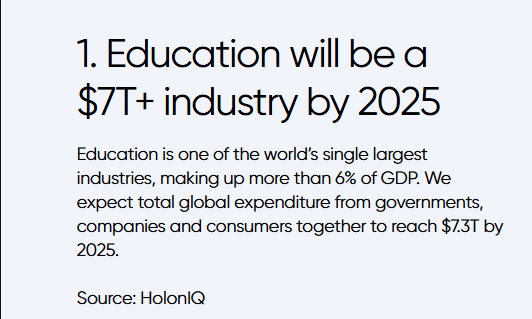 1. Education will be a
$7T+ industry by 2025
Education is one of the world’s single largest
industries, making up more than 6% of GDP. We
expect total global expenditure from governments,
companies and consumers together to reach $7.3T by
2025.
Source: HolonIQ